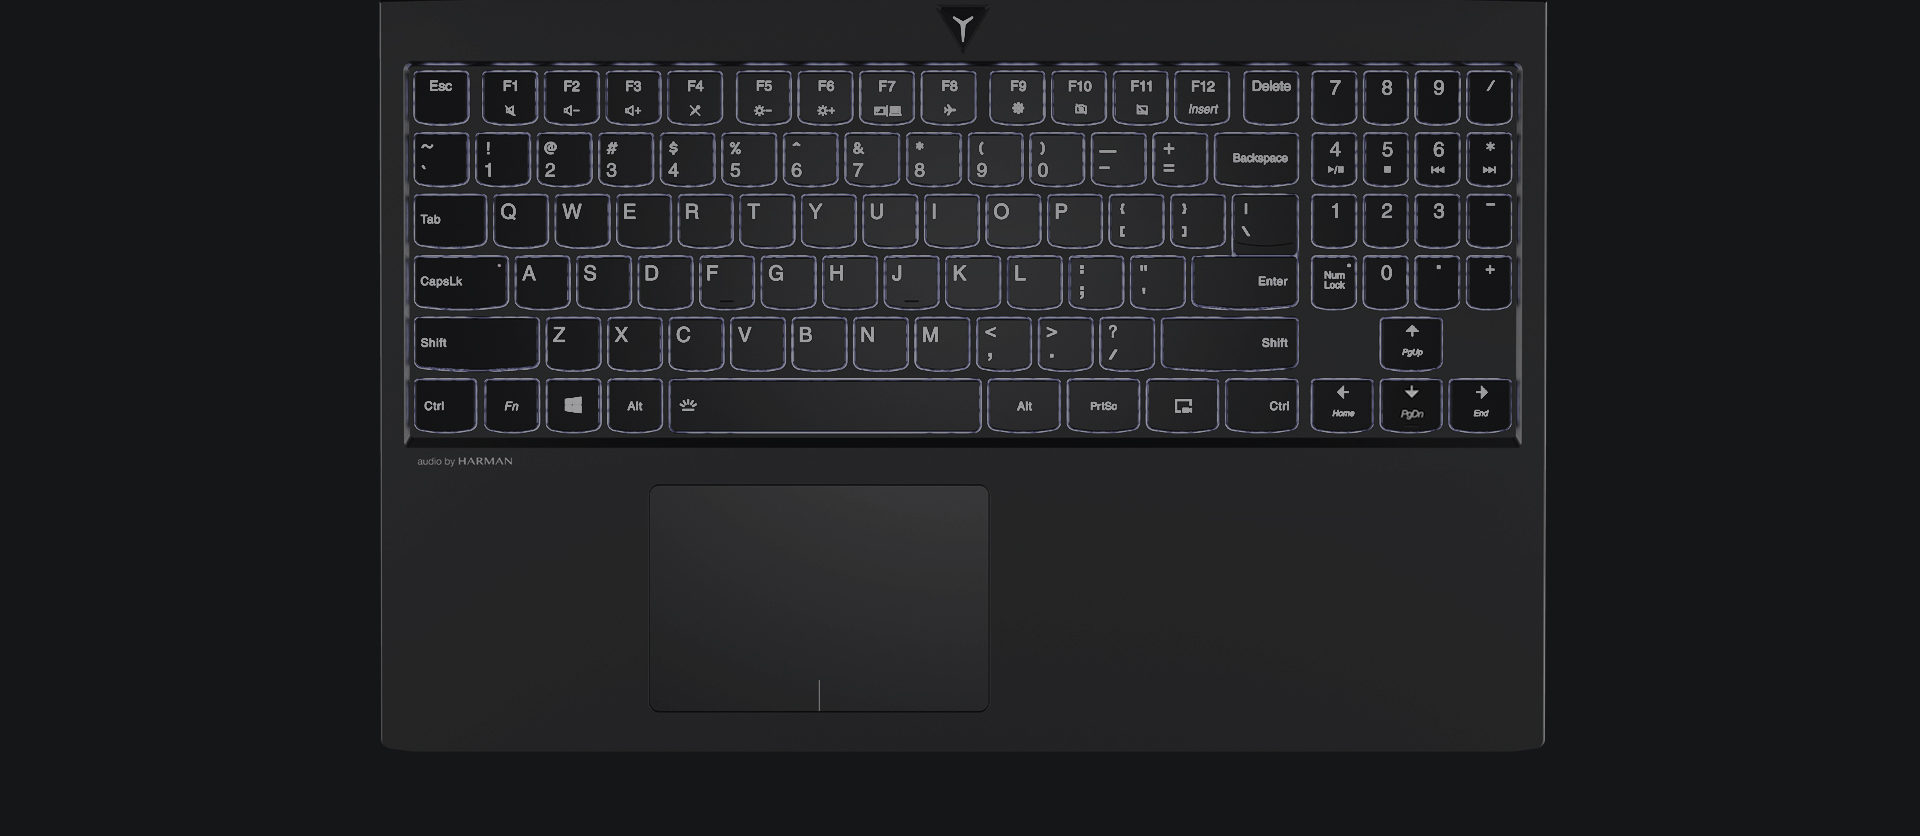 Esc F1 F2 F3 F4 F5 F6 F7 F8 F9 F10 F11 F12 Delete 7 8 9 /
Insert
~ ! @ # $ % ^ & * ( ) — + Backspace 4 5 6 *
` 1 2 3 4 5 6 7 8 9 0 - =
Tab Q W E R T Y U I O P { } | 1 2 3 -
[ ] \
CapsLk A S D F G H J K L : " Enter Num Lock 0 . +
; '
Shift Z X C V B N M < > ? Shift
, . / PgUp
Ctrl Fn Alt Alt PrtSc Ctrl Home PgDn End
audio by HARMAN